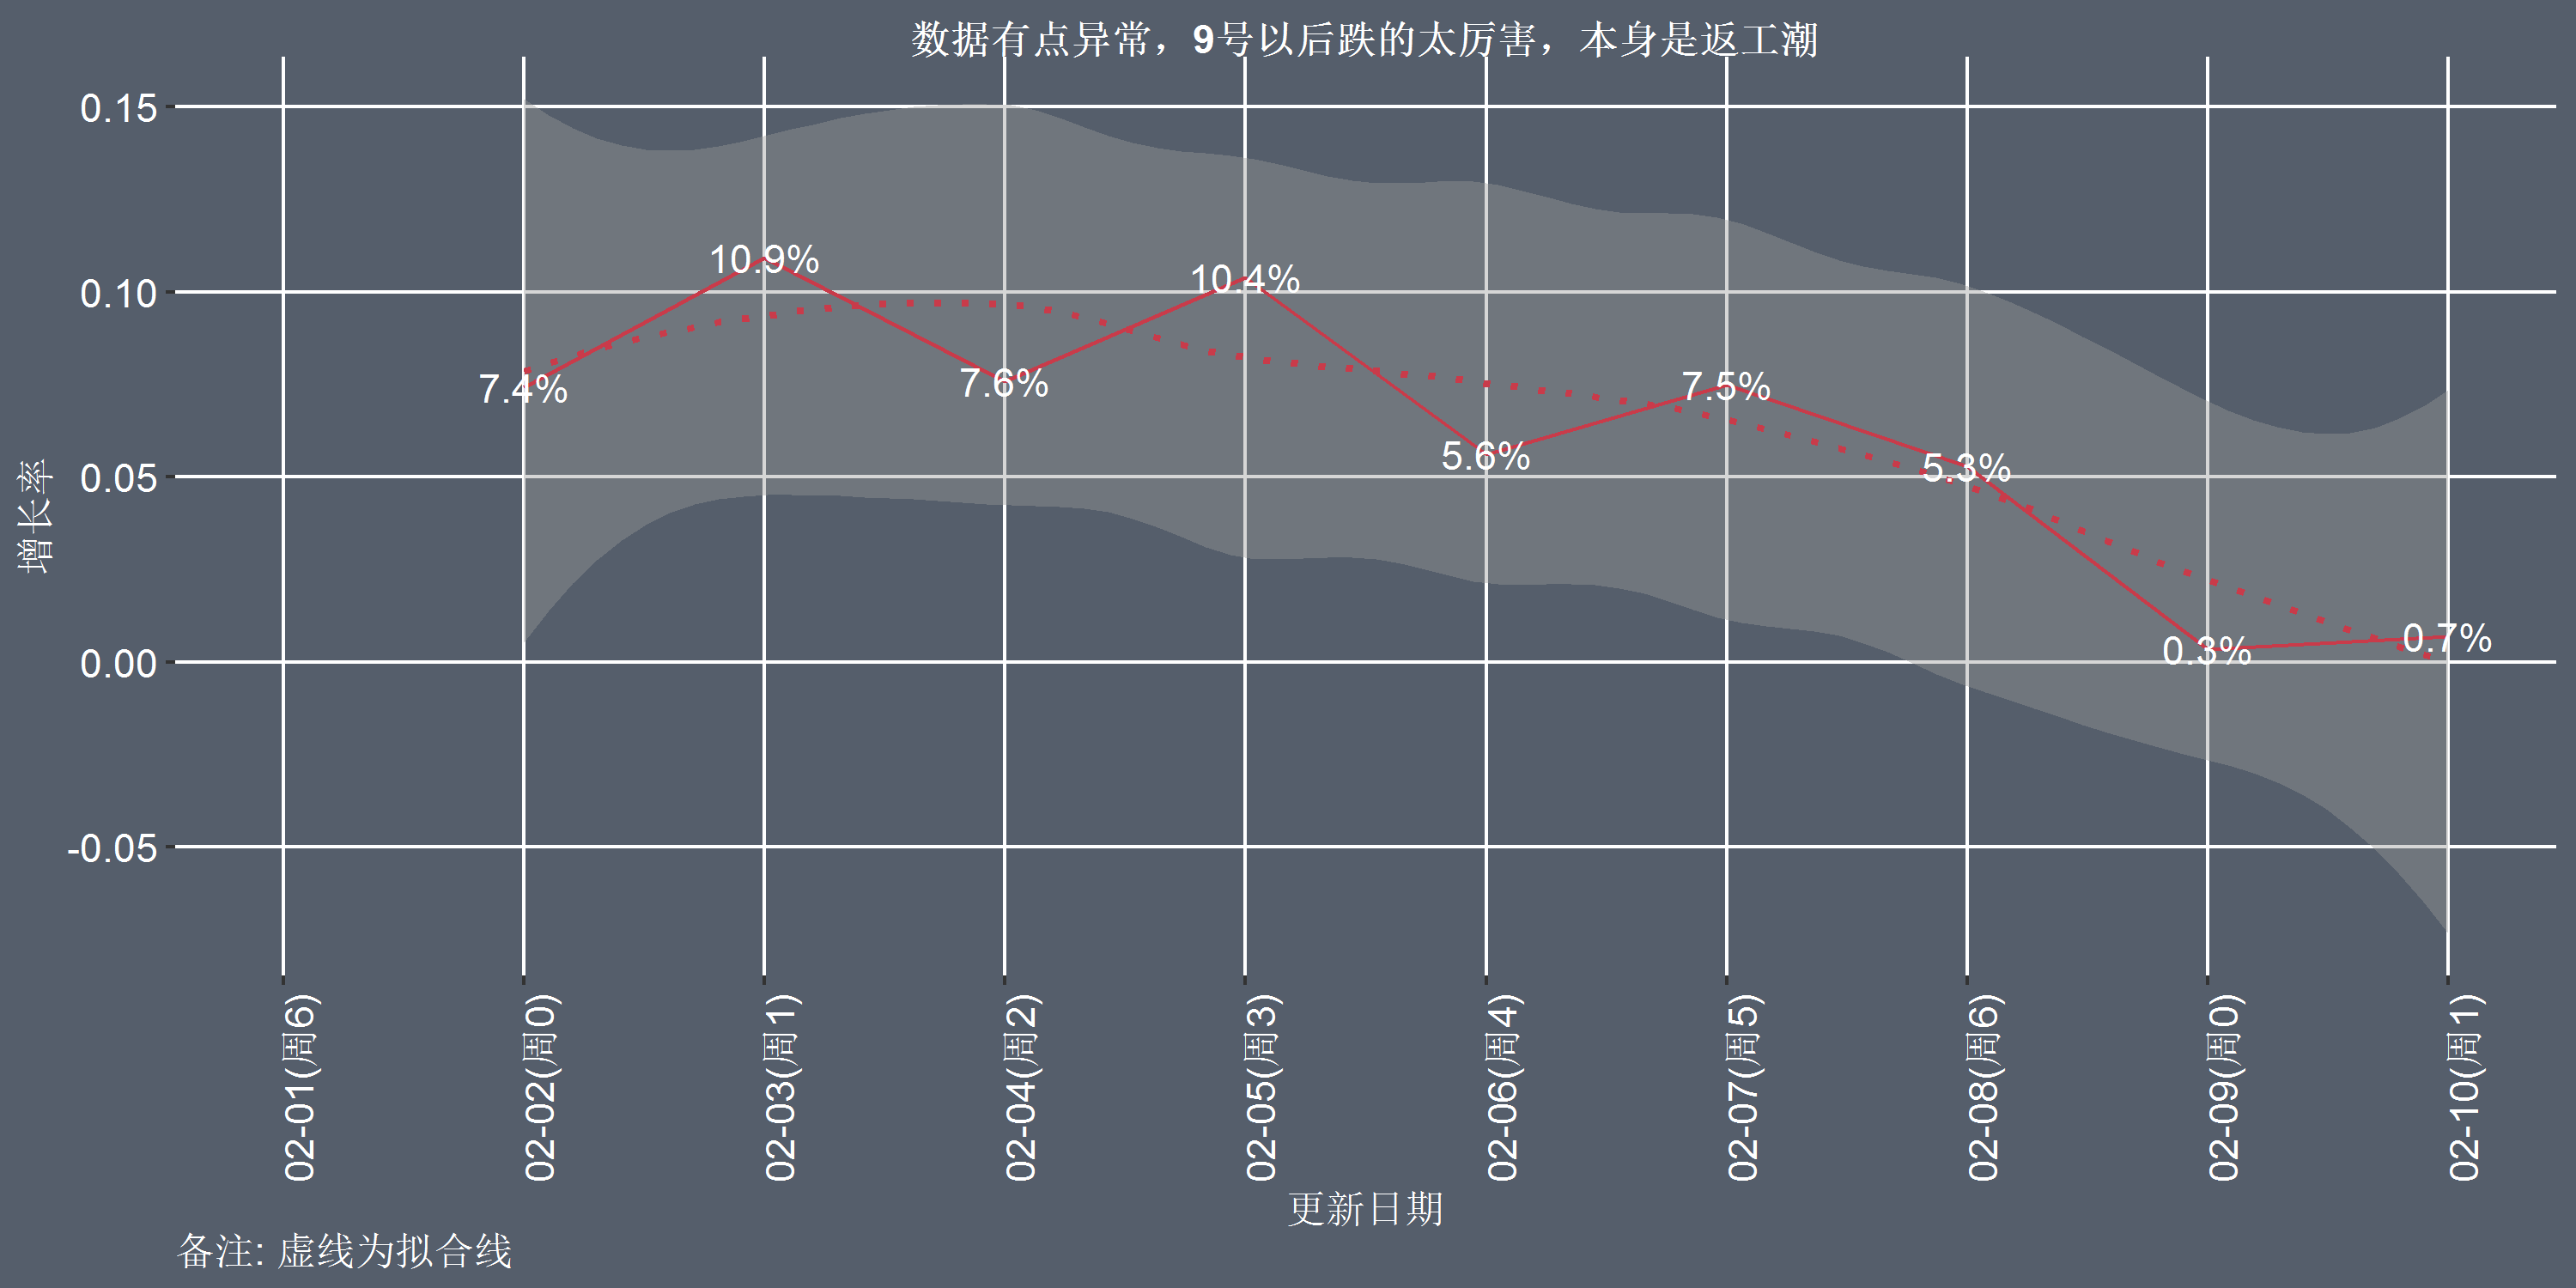 数据有点异常，9号以后跌的太厉害，本身是返工潮
增长率
0.15
0.10
0.05
0.00
-0.05
7.4%
10.9%
7.6%
10.4%
5.6%
7.5%
5.3%
0.3%
0.7%
02-01(周6)
02-02(周0)
02-03(周1)
02-04(周2)
02-05(周3)
02-06(周4)
02-07(周5)
02-08(周6)
02-09(周0)
02-10(周1)
更新日期
备注: 虚线为拟合线